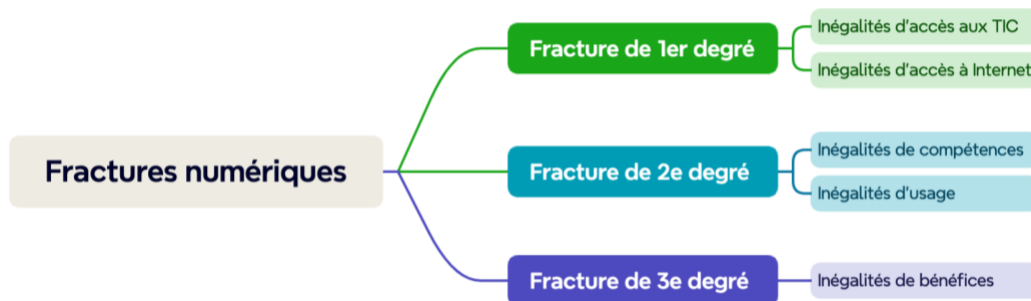 Fractures numériques
Fracture de 1er degré
Inégalités d'accès aux TIC
Inégalités d'accès à Internet
Fracture de 2e degré
Inégalités de compétences
Inégalités d'usage
Fracture de 3e degré
Inégalités de bénéfices